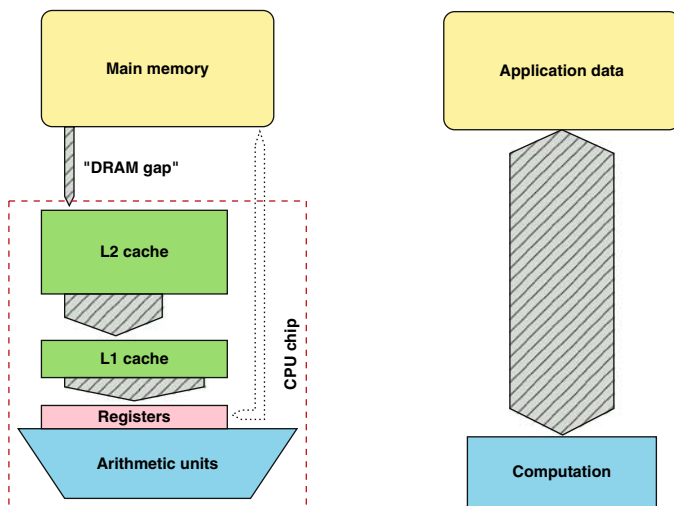 Main memory
Application data
"DRAM gap"
L2 cache
L1 cache
CPU chip
Registers
Arithmetic units
Computation